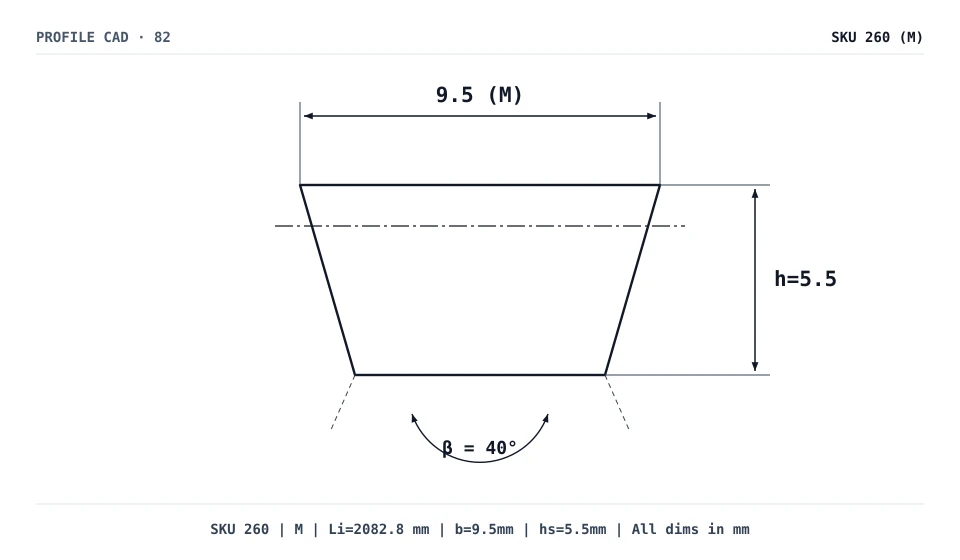 PROFILE CAD · 82
SKU 260 (M)
9.5 (M)
h=5.5
β = 40°
SKU 260 | M | Li=2082.8 mm | b=9.5mm | hs=5.5mm | All dims in mm